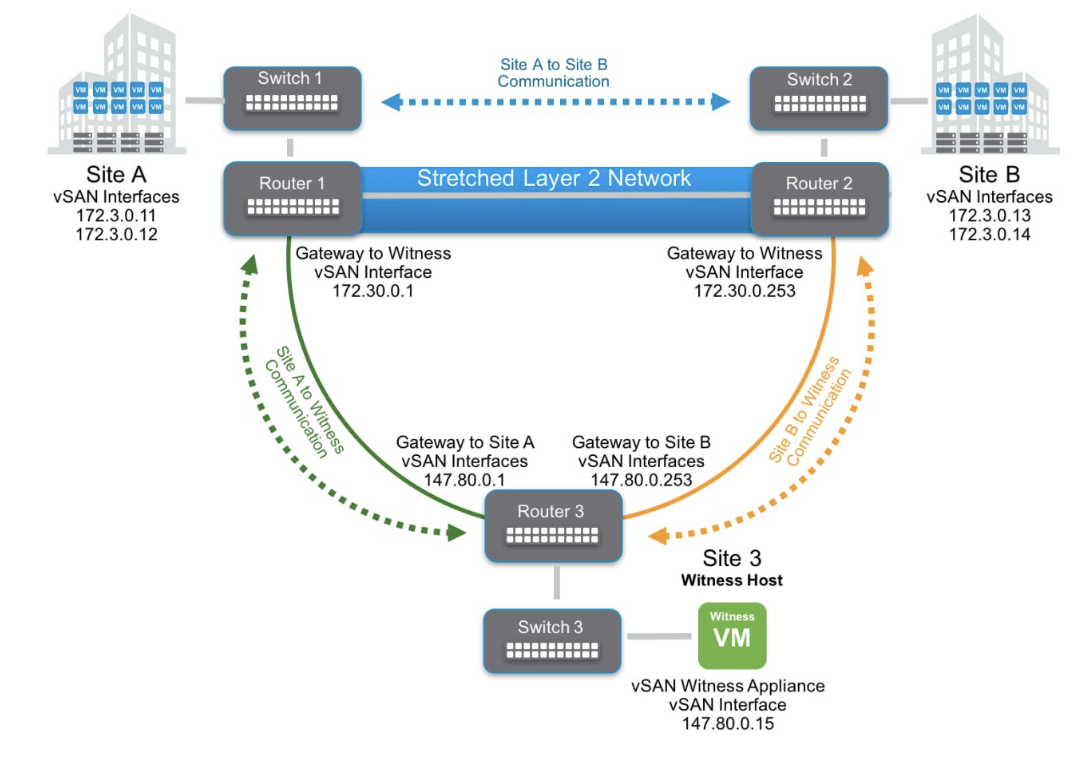 Site A to Site B
Communication
Switch 1
Switch 2
VM VM VM VM VM
VM VM VM VM VM
VM VM VM VM VM
VM VM VM VM VM
Site A
vSAN Interfaces
172.3.0.11
172.3.0.12
Router 1
Stretched Layer 2 Network
Router 2
Site B
vSAN Interfaces
172.3.0.13
172.3.0.14
Gateway to Witness
vSAN Interface
172.30.0.1
Gateway to Witness
vSAN Interface
172.30.0.253
Site A to Witness
Communication
Site B to Witness
Communication
Gateway to Site A
vSAN Interfaces
147.80.0.1
Gateway to Site B
vSAN Interfaces
147.80.0.253
Router 3
Site 3
Witness Host
Switch 3
Witness
VM
vSAN Witness Appliance
vSAN Interface
147.80.0.15